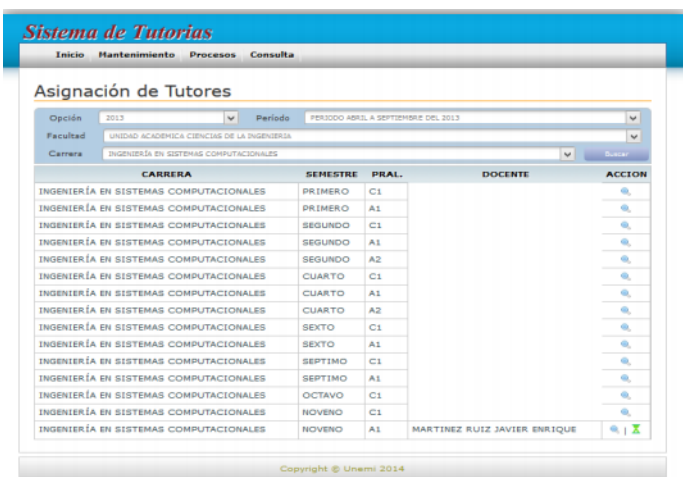 Sistema de Tutorias
Inicio Mantenimiento Procesos Consulta
Asignación de Tutores
Opción 2013 Periodo PERIODO ABRIL A SEPTIEMBRE DEL 2013
Facultad UNIDAD ACADEMICA CIENCIAS DE LA INGENIERIA
Carrera INGENIERÍA EN SISTEMAS COMPUTACIONALES Buscar
CARRERA SEMESTRE PRAL. DOCENTE ACCION
INGENIERÍA EN SISTEMAS COMPUTACIONALES PRIMERO C1
INGENIERÍA EN SISTEMAS COMPUTACIONALES PRIMERO A1
INGENIERÍA EN SISTEMAS COMPUTACIONALES SEGUNDO C1
INGENIERÍA EN SISTEMAS COMPUTACIONALES SEGUNDO A1
INGENIERÍA EN SISTEMAS COMPUTACIONALES SEGUNDO A2
INGENIERÍA EN SISTEMAS COMPUTACIONALES CUARTO C1
INGENIERÍA EN SISTEMAS COMPUTACIONALES CUARTO A1
INGENIERÍA EN SISTEMAS COMPUTACIONALES CUARTO A2
INGENIERÍA EN SISTEMAS COMPUTACIONALES SEXTO C1
INGENIERÍA EN SISTEMAS COMPUTACIONALES SEXTO A1
INGENIERÍA EN SISTEMAS COMPUTACIONALES SEPTIMO C1
INGENIERÍA EN SISTEMAS COMPUTACIONALES SEPTIMO A1
INGENIERÍA EN SISTEMAS COMPUTACIONALES OCTAVO C1
INGENIERÍA EN SISTEMAS COMPUTACIONALES NOVENO C1
INGENIERÍA EN SISTEMAS COMPUTACIONALES NOVENO A1 MARTINEZ RUIZ JAVIER ENRIQUE |
Copyright © Unemi 2014